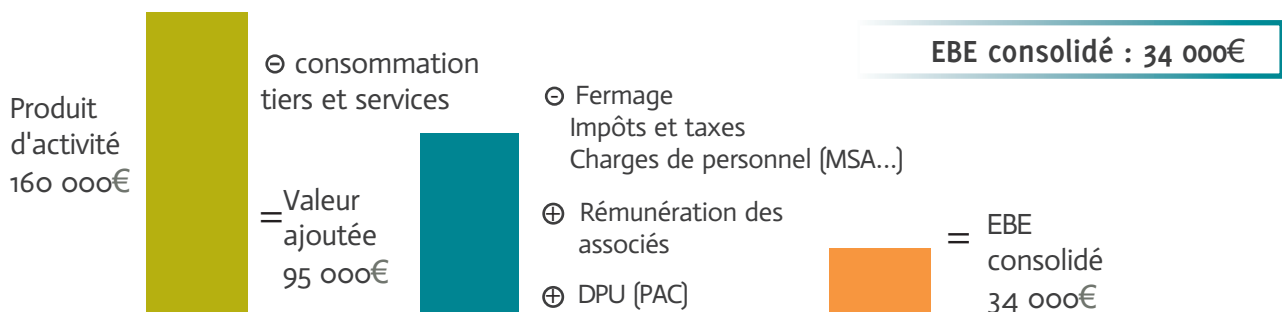 EBE consolidé : 34 000€
Produit
d'activité
160 000€
⊖ consommation
tiers et services
=Valeur
ajoutée
95 000€
⊖ Fermage
Impôts et taxes
Charges de personnel (MSA...)
⊕ Rémunération des
associés
⊕ DPU (PAC)
= EBE
consolidé
34 000€